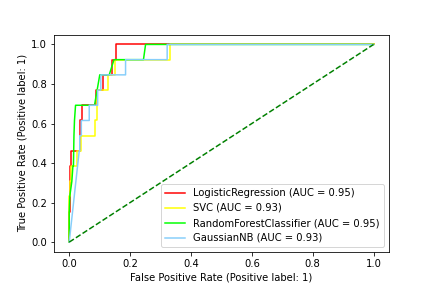 1.0
0.8
0.6
0.4
0.2
0.0
True Positive Rate (Positive label: 1)
LogisticRegression (AUC = 0.95)
SVC (AUC = 0.93)
RandomForestClassifier (AUC = 0.95)
GaussianNB (AUC = 0.93)
0.0 0.2 0.4 0.6 0.8 1.0
False Positive Rate (Positive label: 1)